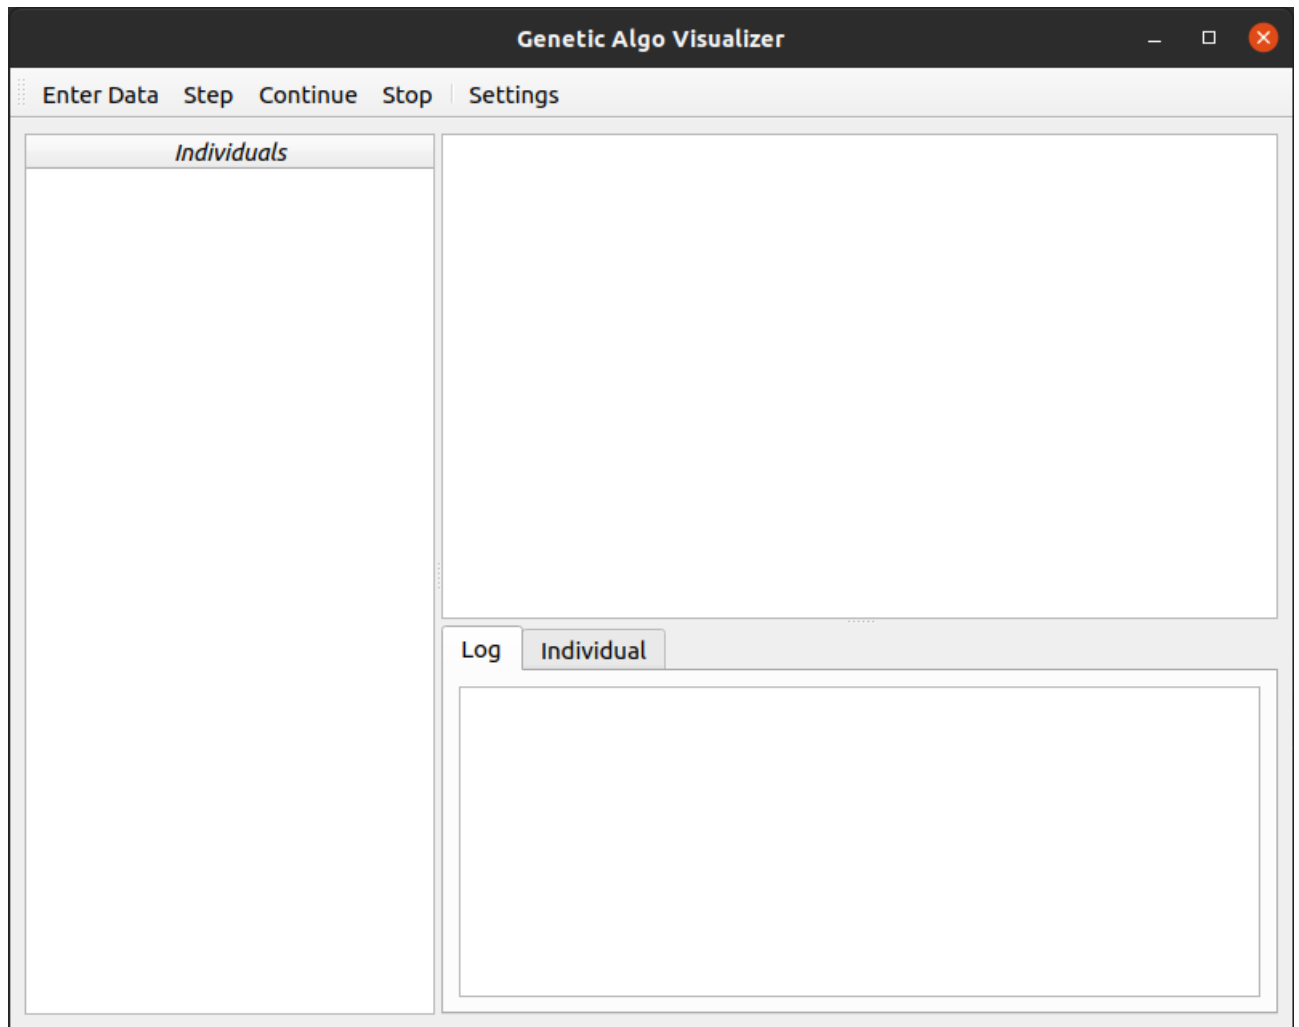 Genetic Algo Visualizer
Enter Data Step Continue Stop Settings
Individuals
Log Individual